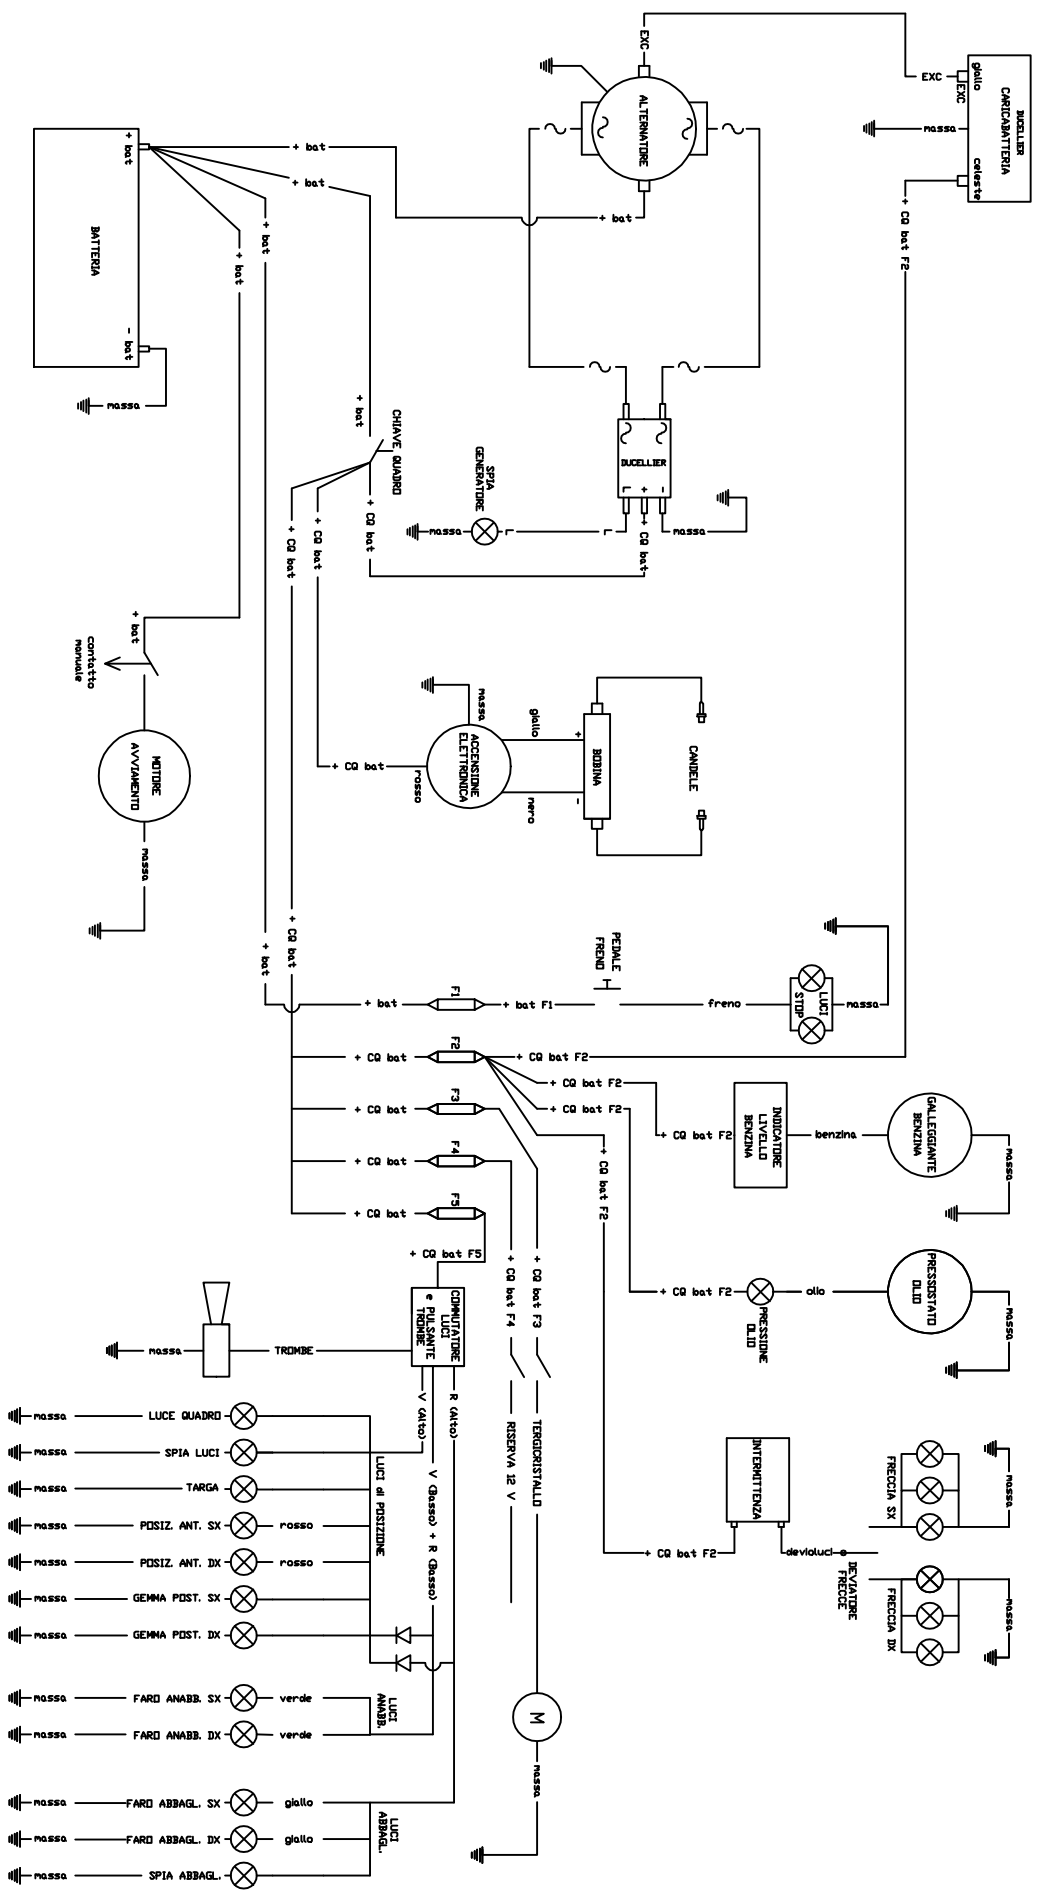 EXC
EXC
EXC
giallo
DUCELLIER
CARICABATTERIA
celeste
massa
+ CQ bat F2
ALTERNATORE
+ bat
+ bat
+ bat
+ bat
+ bat
+ bat
BATTERIA
- bat
massa
+ bat
CHIAVE QUADRO
SPIA
GENERATORE
massa
L
L
DUCELLIER
L
+
-
massa
+ CQ bat
+ CQ bat
+ CQ bat
+ CQ bat
+ bat
contatto
manuale
MOTORE
AVVIAMENTO
massa
massa
giallo
ACCENSIONE
ELETTRONICA
+ CQ bat
rosso
nero
+
BOBINA
-
CANDELE
+ CQ bat
+ bat
PEDALE
FRENO
+ bat
F1
+ bat F1
freno
LUCI
STOP
massa
+ CQ bat
F2
+ CQ bat F2
+ CQ bat
F3
+ CQ bat F2
+ CQ bat F2
+ CQ bat F2
INDICATORE
LIVELLO
BENZINA
benzina
GALLEGGIANTE
BENZINA
massa
+ CQ bat
F4
+ CQ bat F2
+ CQ bat
F5
+ CQ bat F5
+ CQ bat F4
+ CQ bat F3
+ CQ bat F2
PRESSIONE
OLIO
olio
PRESSOSTATO
OLIO
massa
COMMUTATORE
LUCI
e PULSANTE
TROMBE
massa
TROMBE
V (Alto)
R (Alto)
V (Basso) + R (Basso)
RISERVA 12 V
TERGICRISTALLO
INTERMITTENZA
+ CQ bat F2
devioluci
DEVIATORE
FRECCE
FRECCIA SX
massa
FRECCIA DX
massa
M
massa
LUCI di POSIZIONE
massa LUCE QUADRO
massa SPIA LUCI
massa TARGA
massa POSIZ. ANT. SX rosso
massa POSIZ. ANT. DX rosso
massa GEMMA POST. SX
massa GEMMA POST. DX
LUCI
ANABB.
massa FARO ANABB. SX verde
massa FARO ANABB. DX verde
LUCI
ABBAGL.
massa FARO ABBAGL. SX giallo
massa FARO ABBAGL. DX giallo
massa SPIA ABBAGL.